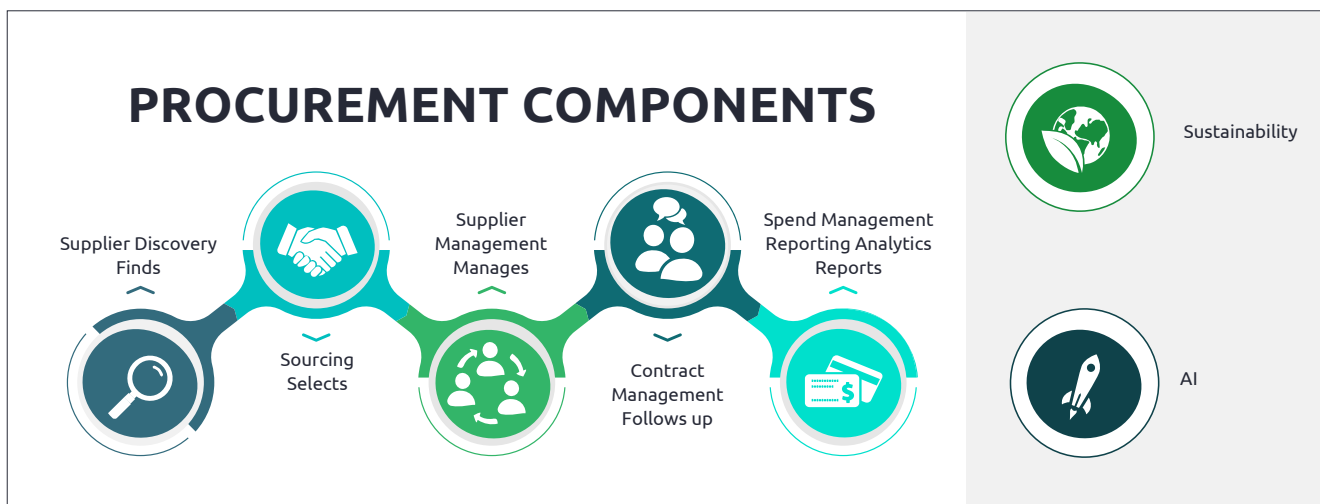 PROCUREMENT COMPONENTS
Supplier Discovery
Finds
Sourcing
Selects
Supplier
Management
Manages
Contract
Management
Follows up
Spend Management
Reporting Analytics
Reports
$
Sustainability
AI